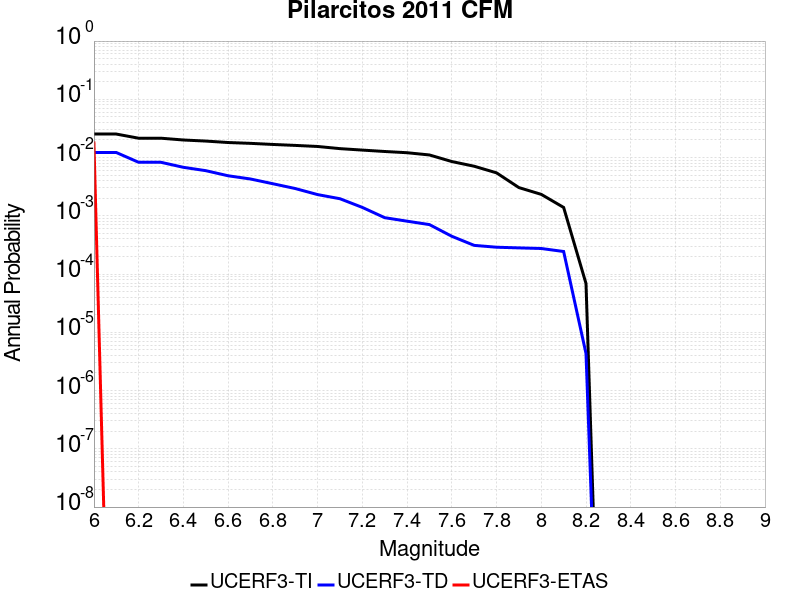 Pilarcitos 2011 CFM
10^0
10^-1
10^-2
10^-3
10^-4
10^-5
10^-6
10^-7
10^-8
Annual Probability
6 6.2 6.4 6.6 6.8 7 7.2 7.4 7.6 7.8 8 8.2 8.4 8.6 8.8 9
Magnitude
UCERF3-TI UCERF3-TD UCERF3-ETAS